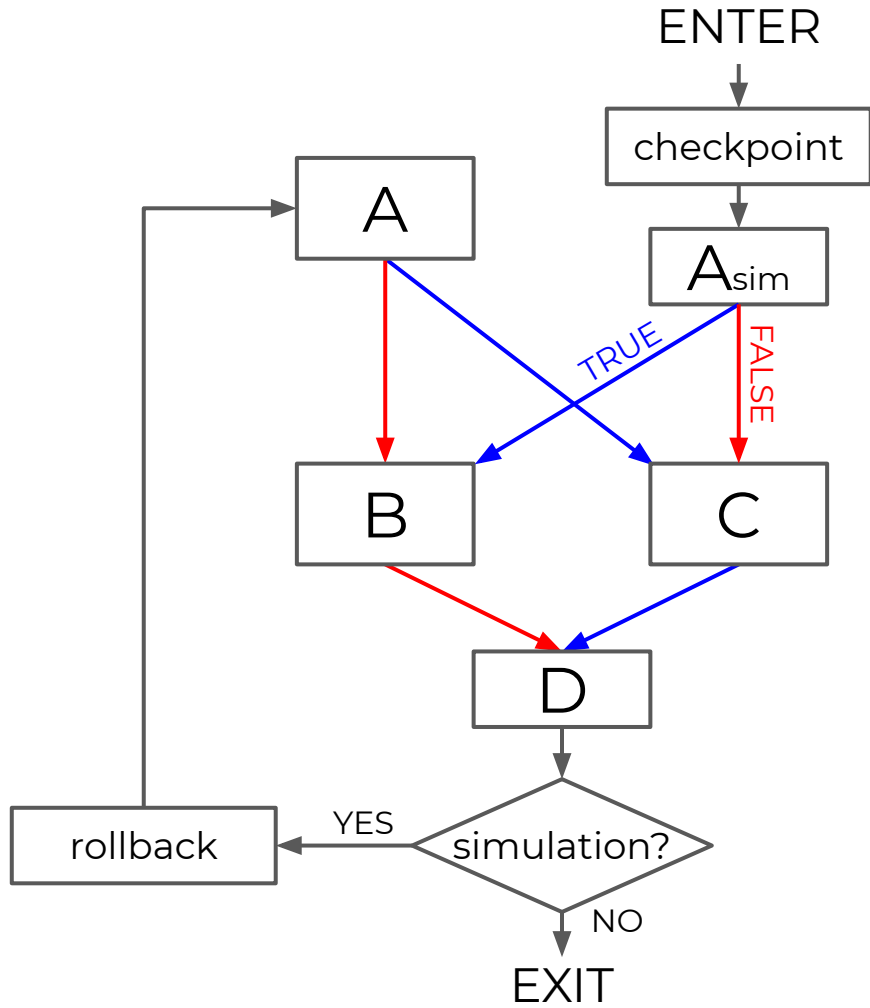 ENTER
checkpoint
A
Asim
TRUE
FALSE
B
C
D
simulation?
YES
rollback
NO
EXIT